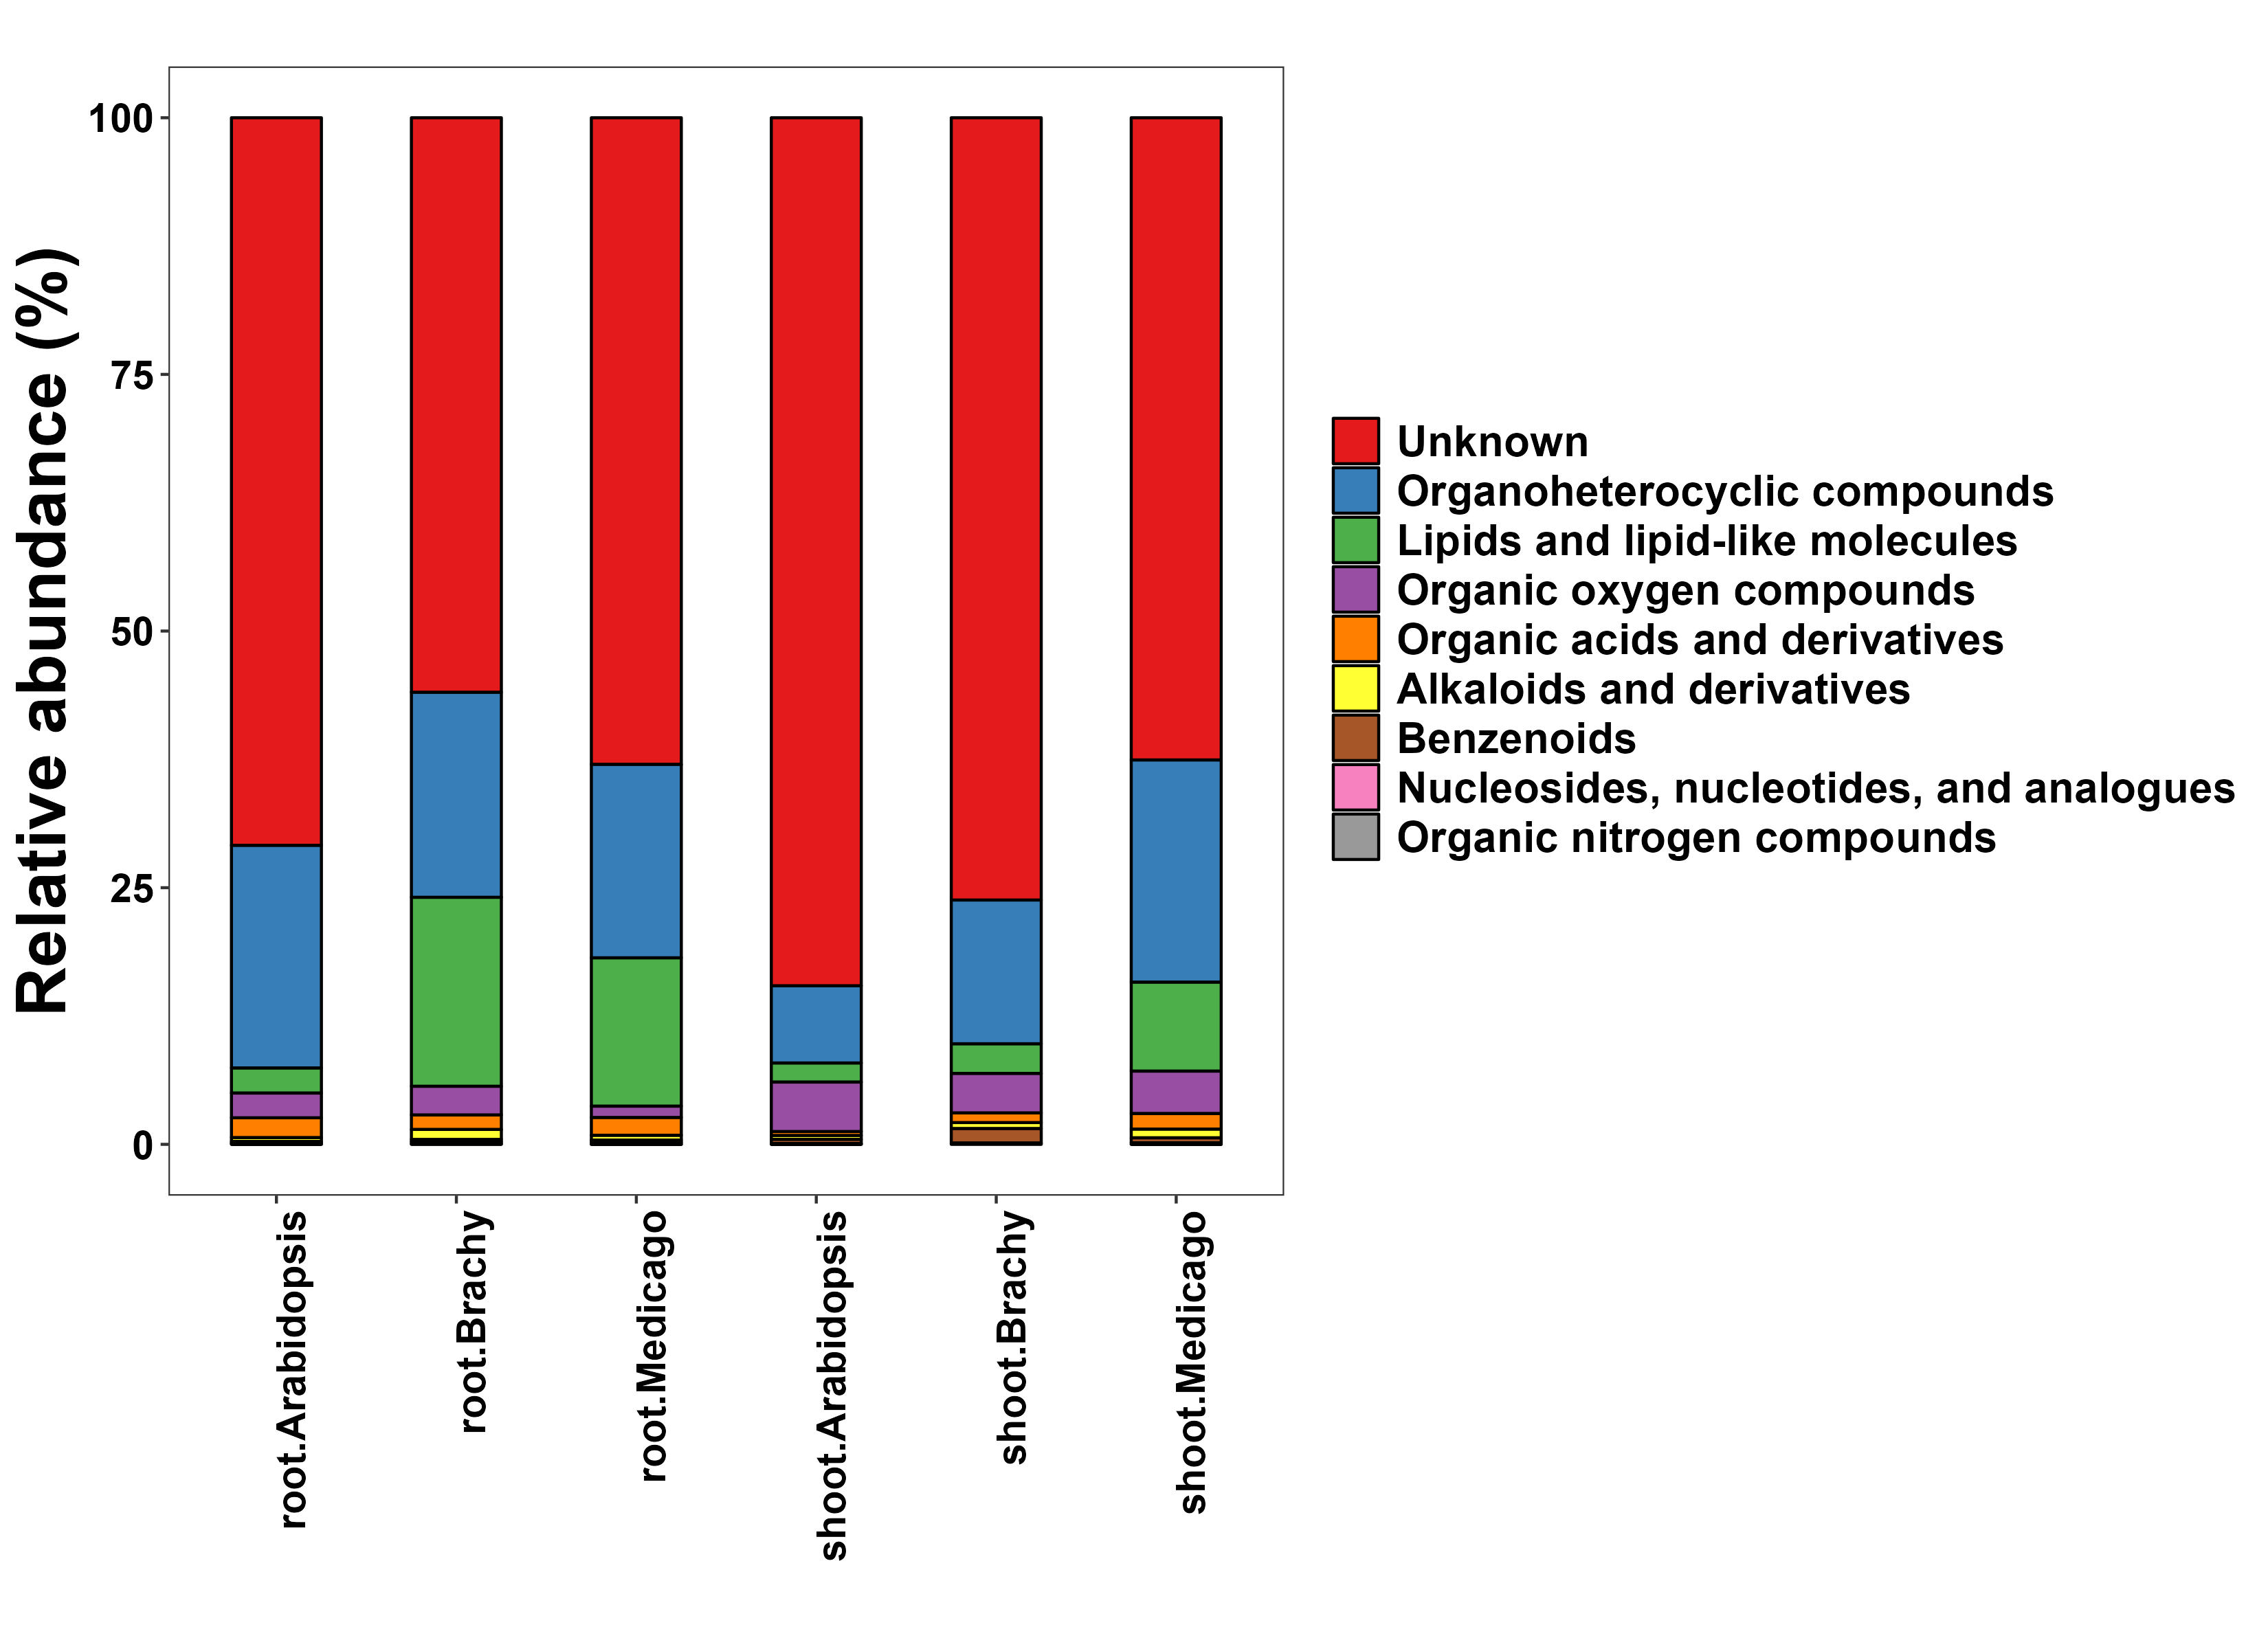 Relative abundance (%)
100
75
50
25
0
root.Arabidopsis
root.Brachy
root.Medicago
shoot.Arabidopsis
shoot.Brachy
shoot.Medicago
Unknown
Organoheterocyclic compounds
Lipids and lipid-like molecules
Organic oxygen compounds
Organic acids and derivatives
Alkaloids and derivatives
Benzenoids
Nucleosides, nucleotides, and analogues
Organic nitrogen compounds